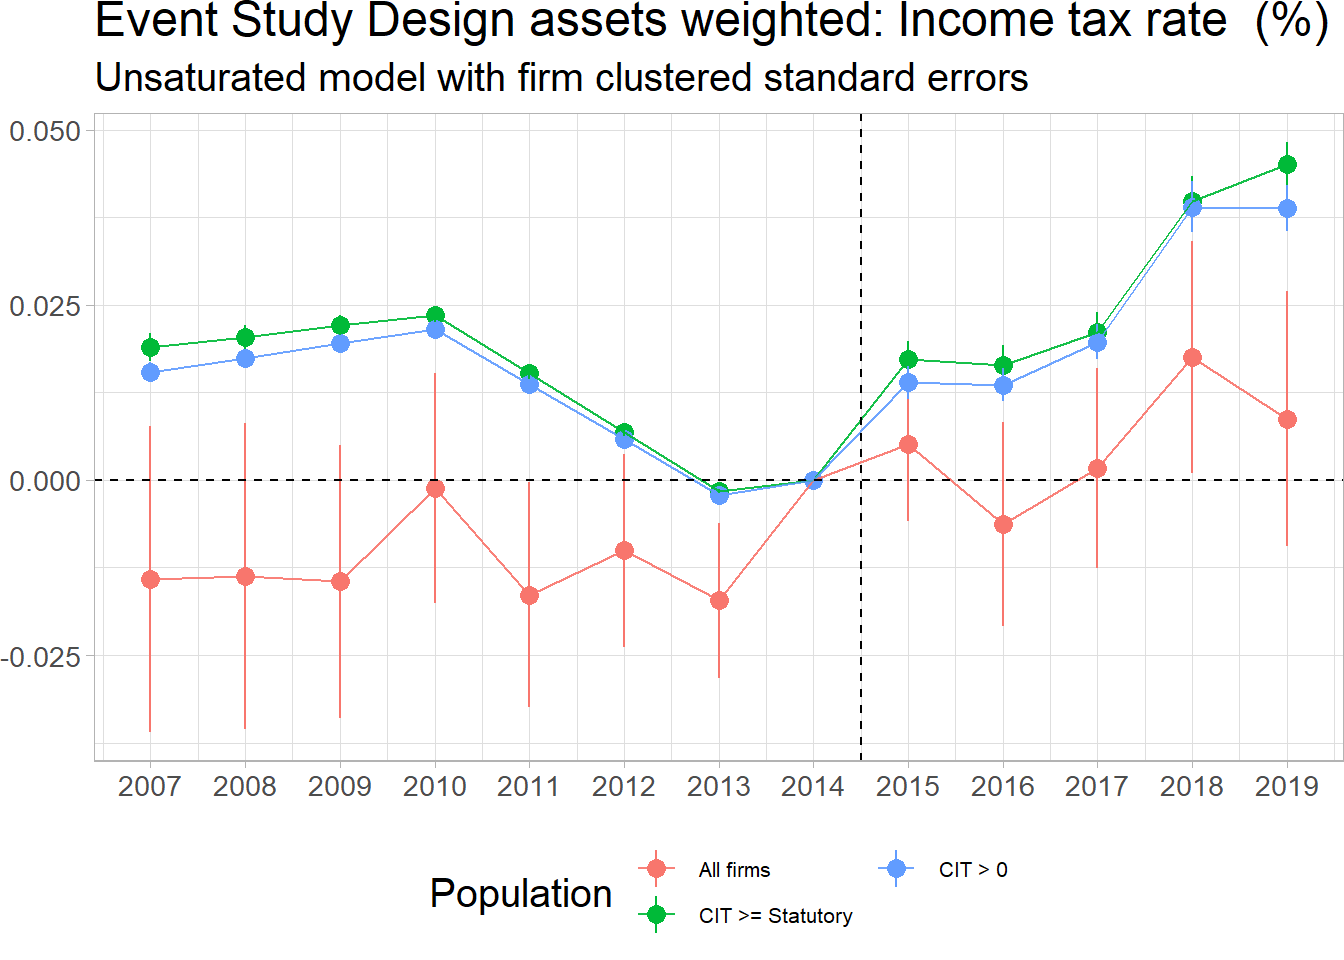 Event Study Design assets weighted: Income tax rate  (%)
Unsaturated model with firm clustered standard errors
0.050
0.025
0.000
-0.025
2007 2008 2009 2010 2011 2012 2013 2014 2015 2016 2017 2018 2019
Population
All firms
CIT >= Statutory
CIT > 0